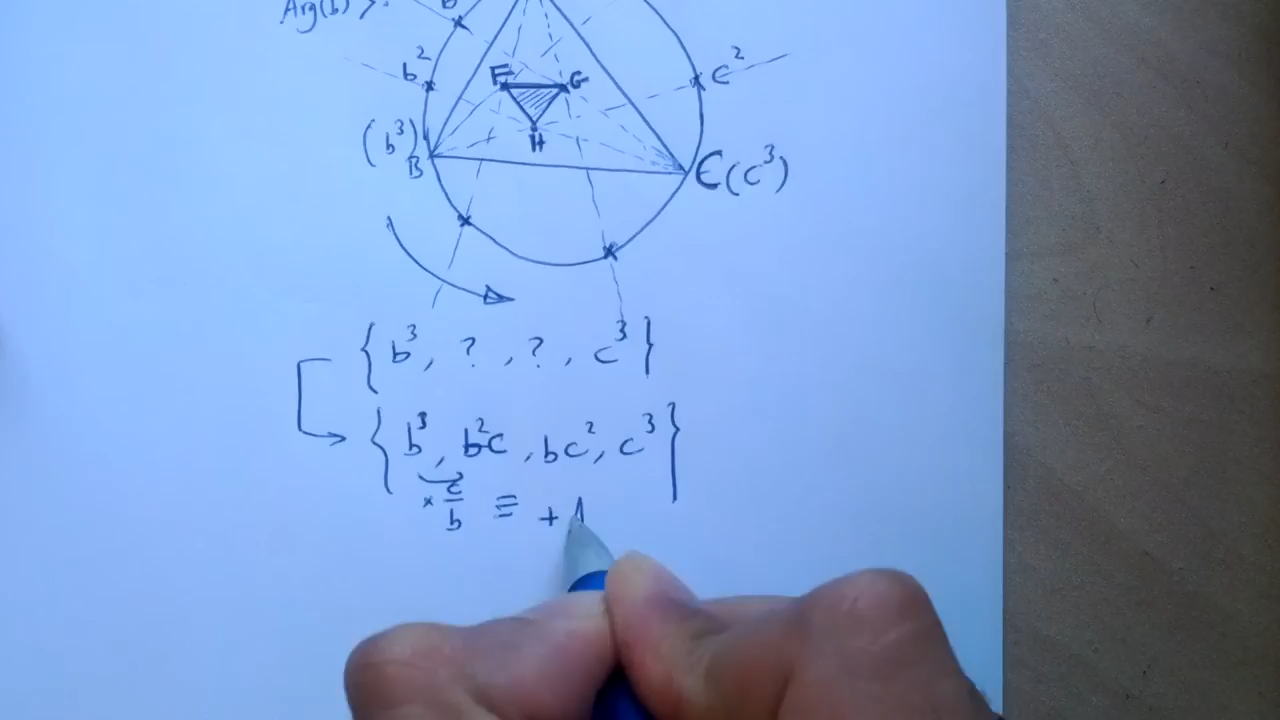 Arg(b) >
b
b² c²
F G
(b³) H
B C(c³)
{ b³, ?, ?, c³ }
{ b³, b²c, bc², c³ }
× c/b ≡ + A